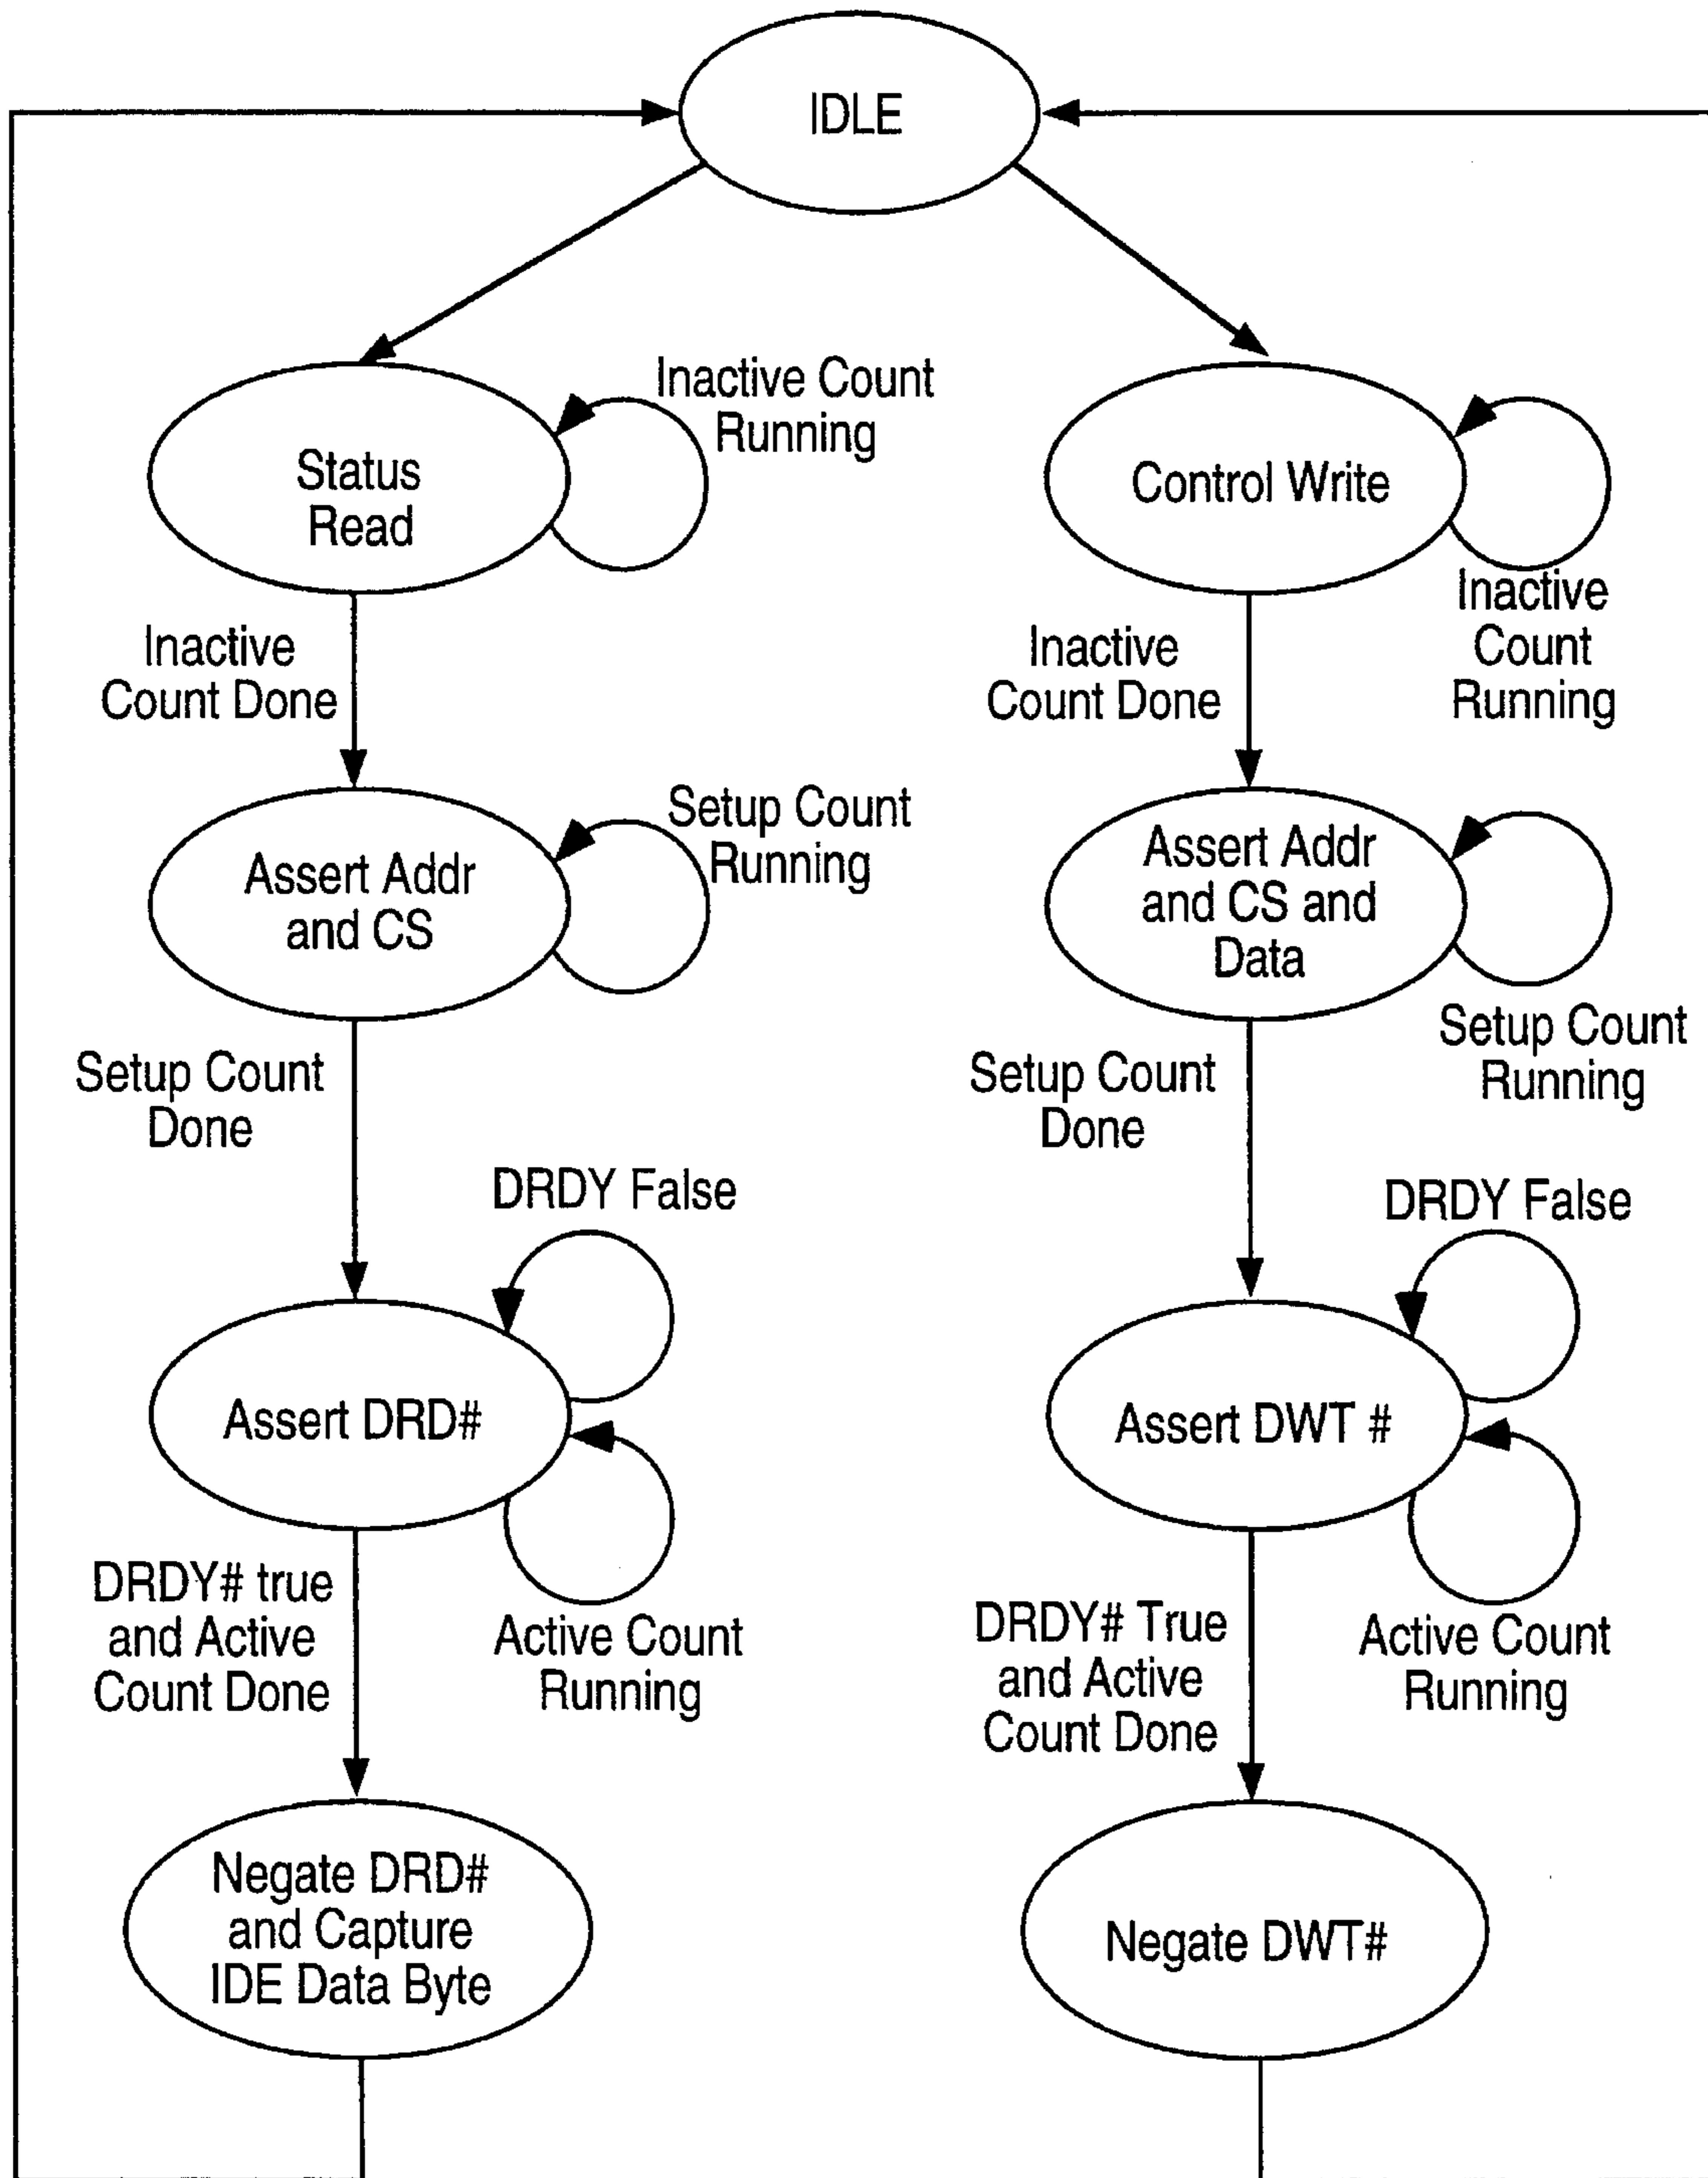 IDLE
Inactive Count
Running
Status
Read
Control Write
Inactive
Count
Running
Inactive
Count Done
Inactive
Count Done
Setup Count
Running
Assert Addr
and CS
Assert Addr
and CS and
Data
Setup Count
Running
Setup Count
Done
Setup Count
Done
DRDY False
DRDY False
Assert DRD#
Assert DWT #
DRDY# true
and Active
Count Done
Active Count
Running
DRDY# True
and Active
Count Done
Active Count
Running
Negate DRD#
and Capture
IDE Data Byte
Negate DWT#